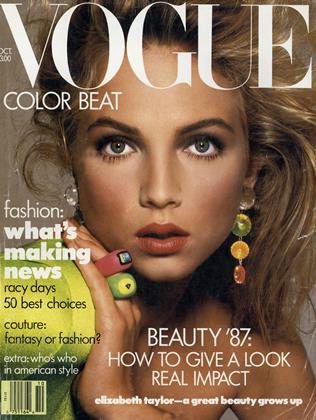 VOGUE
OCT.
3.00
COLOR BEAT
fashion:
what's
making
news
racy days
50 best choices
couture:
fantasy or fashion?
extra: who's who
in american style
BEAUTY '87:
HOW TO GIVE A LOOK
REAL IMPACT
elizabeth taylor—a great beauty grows up